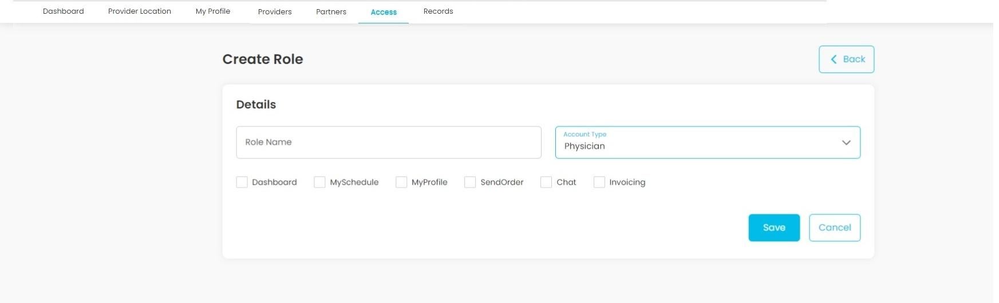 Dashboard Provider Location My Profile Providers Partners Access Records
Create Role
Back
Details
Role Name
Account Type
Physician
Dashboard MySchedule MyProfile SendOrder Chat Invoicing
Save Cancel